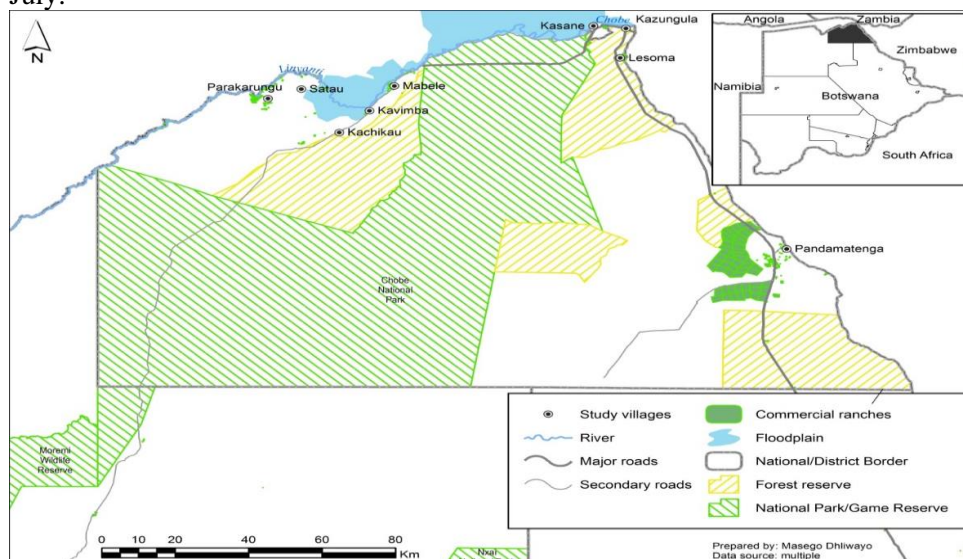 July.
N
Kasane
Chobe
Kazungula
Lesoma
Linyanti
Parakarungu
Satau
Mabele
Kavimba
Kachikau
Pandamatenga
Chobe
National
Park
Moremi
Wildlife
Reserve
Nxai
Angola
Zambia
Zimbabwe
Namibia
Botswana
South Africa
Study villages
River
Major roads
Secondary roads
Commercial ranches
Floodplain
National/District Border
Forest reserve
National Park/Game Reserve
0 20 40 60 80
Km
Prepared by: Masego Dhliwayo
Data source: multiple